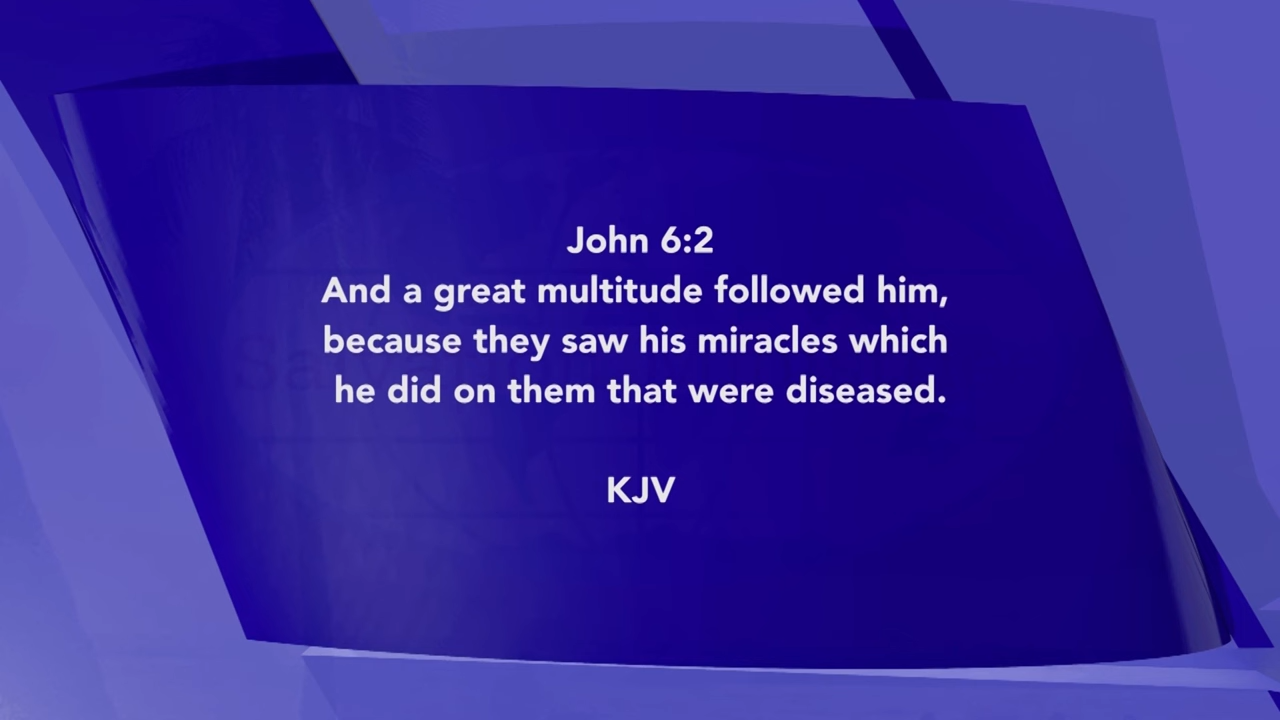 John 6:2
And a great multitude followed him,
because they saw his miracles which
he did on them that were diseased.
KJV